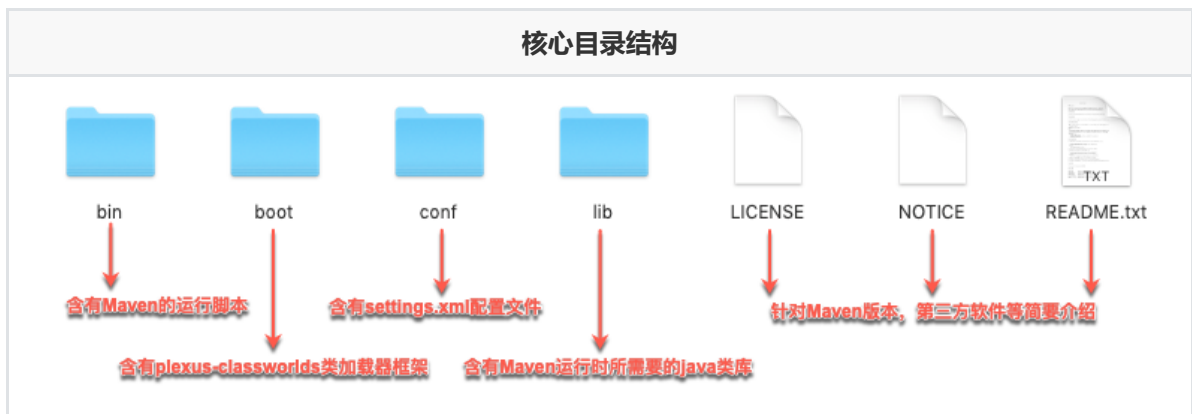 核心目录结构
TXT
bin boot conf lib LICENSE NOTICE README.txt
含有Maven的运行脚本 含有settings.xml配置文件 针对Maven版本，第三方软件等简要介绍
含有plexus-classworlds类加载器框架 含有Maven运行时所需要的java类库